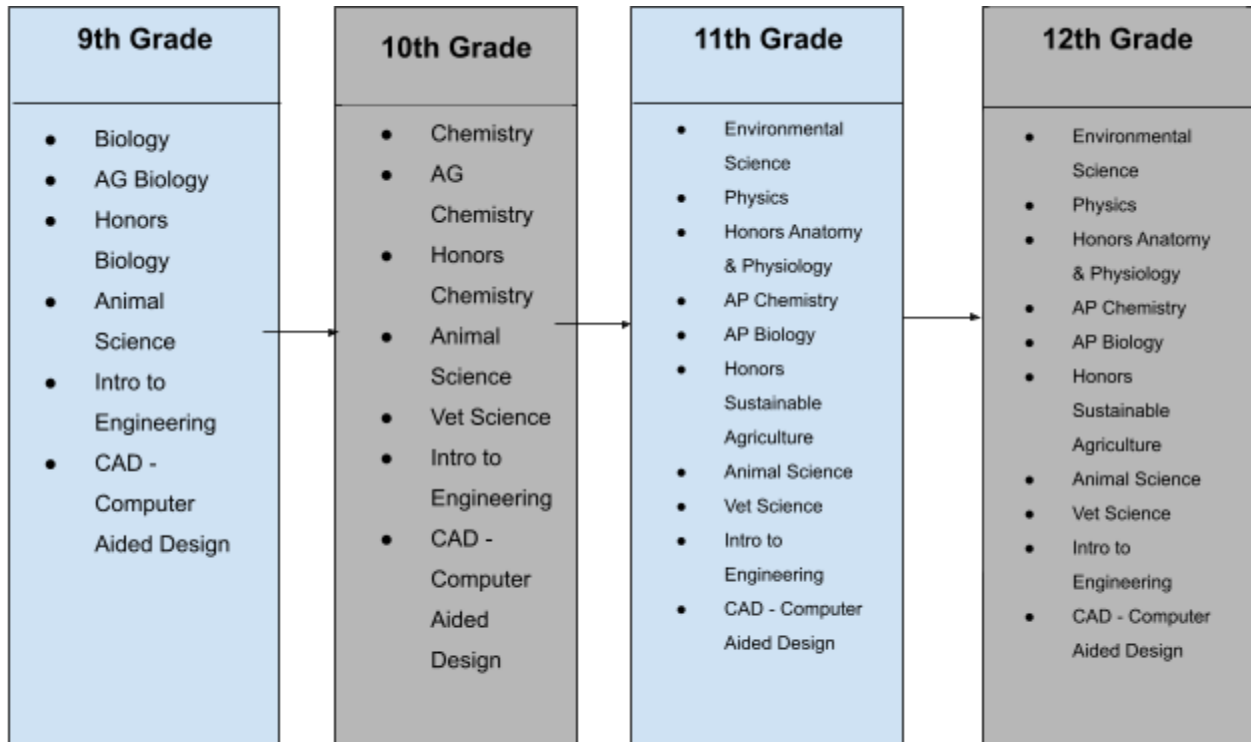 9th Grade
● Biology
● AG Biology
● Honors
Biology
● Animal
Science
● Intro to
Engineering
● CAD -
Computer
Aided Design
10th Grade
● Chemistry
● AG
Chemistry
● Honors
Chemistry
● Animal
Science
● Vet Science
● Intro to
Engineering
● CAD -
Computer
Aided
Design
11th Grade
● Environmental
Science
● Physics
● Honors Anatomy
& Physiology
● AP Chemistry
● AP Biology
● Honors
Sustainable
Agriculture
● Animal Science
● Vet Science
● Intro to
Engineering
● CAD - Computer
Aided Design
12th Grade
● Environmental
Science
● Physics
● Honors Anatomy
& Physiology
● AP Chemistry
● AP Biology
● Honors
Sustainable
Agriculture
● Animal Science
● Vet Science
● Intro to
Engineering
● CAD - Computer
Aided Design